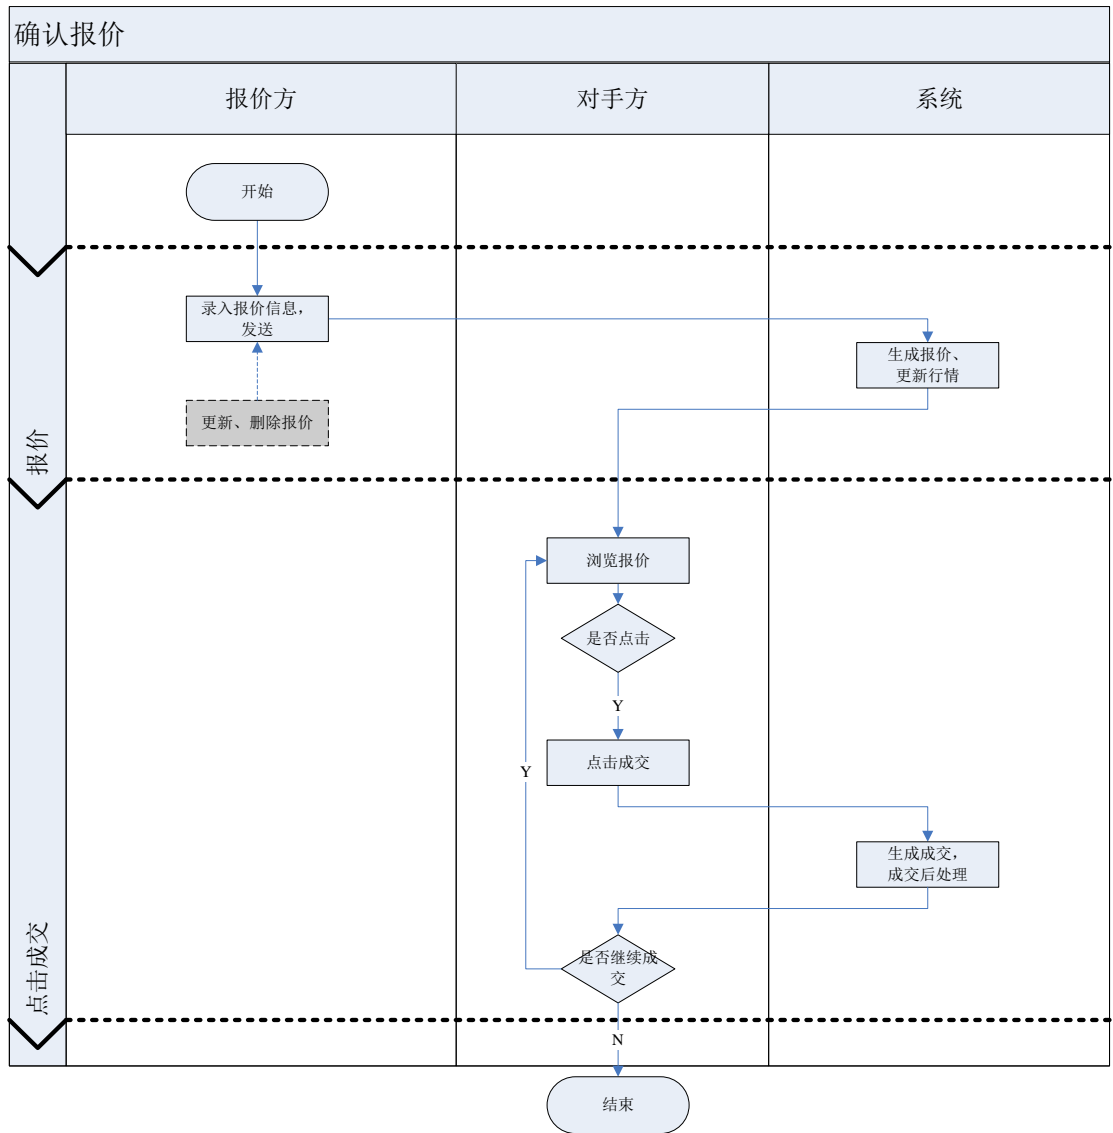 确认报价
报价方
对手方
系统
开始
录入报价信息，
发送
生成报价、
更新行情
更新、删除报价
报价
浏览报价
是否点击
Y
点击成交
Y
生成成交，
成交后处理
是否继续成
交
点击成交
N
结束